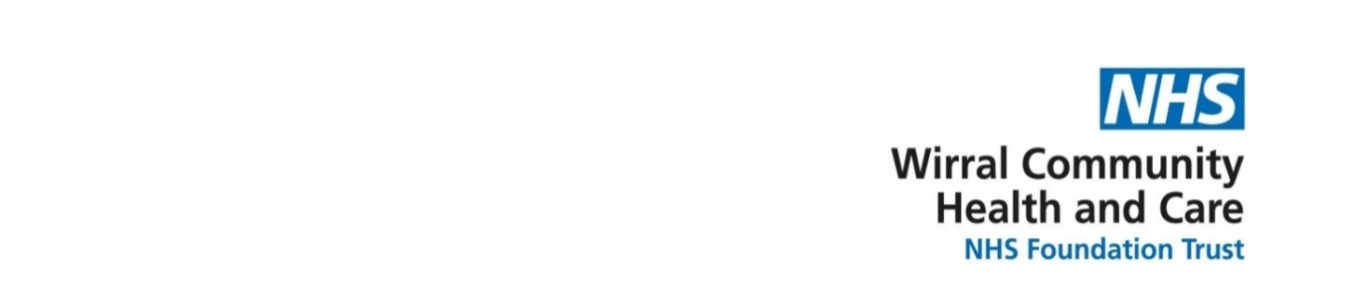 NHS
Wirral Community
Health and Care
NHS Foundation Trust